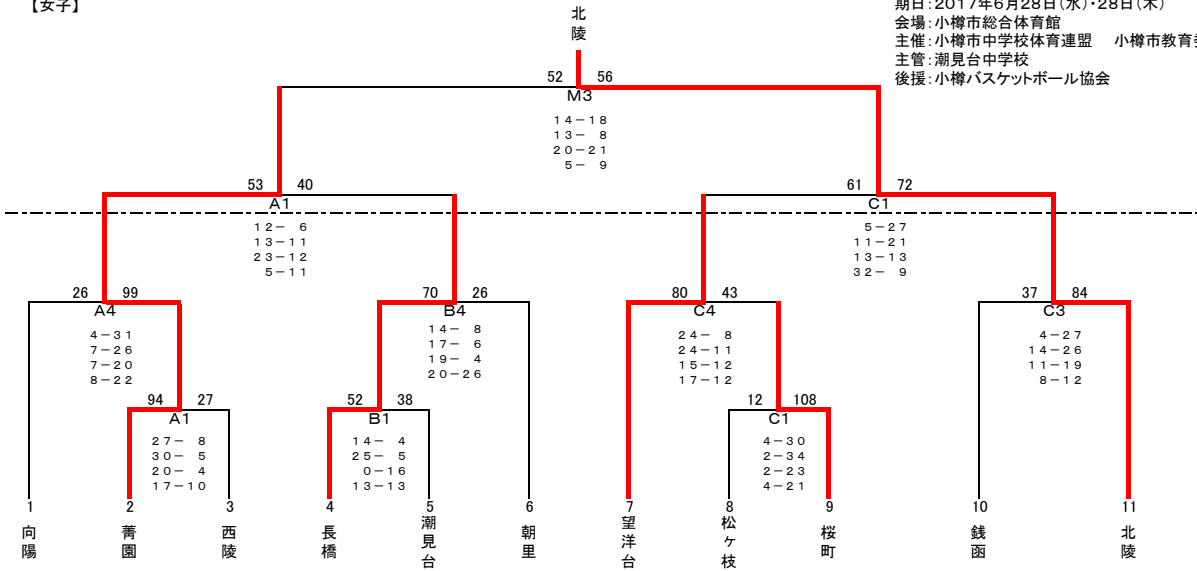 【女子】
期日：2017年6月28日（水）・28日（木）
会場：小樽市総合体育館
主催：小樽市中学校体育連盟　小樽市教育委
主管：潮見台中学校
後援：小樽バスケットボール協会
北陵
52 56
M3
14－18
13－ 8
20－21
5－ 9
53 40
A1
12－ 6
13－11
23－12
5－11
61 72
C1
5－27
11－21
13－13
32－ 9
26 99
A4
4－31
7－26
7－20
8－22
70 26
B4
14－ 8
17－ 6
19－ 4
20－26
80 43
C4
24－ 8
24－11
15－12
17－12
37 84
C3
4－27
14－26
11－19
8－12
94 27
A1
27－ 8
30－ 5
20－ 4
17－10
52 38
B1
14－ 4
25－ 5
0－16
13－13
12 108
C1
4－30
2－34
2－23
4－21
1 2 3 4 5 6 7 8 9 10 11
向陽 菁園 西陵 長橋 潮見台 朝里 望洋台 松ヶ枝 桜町 銭函 北陵